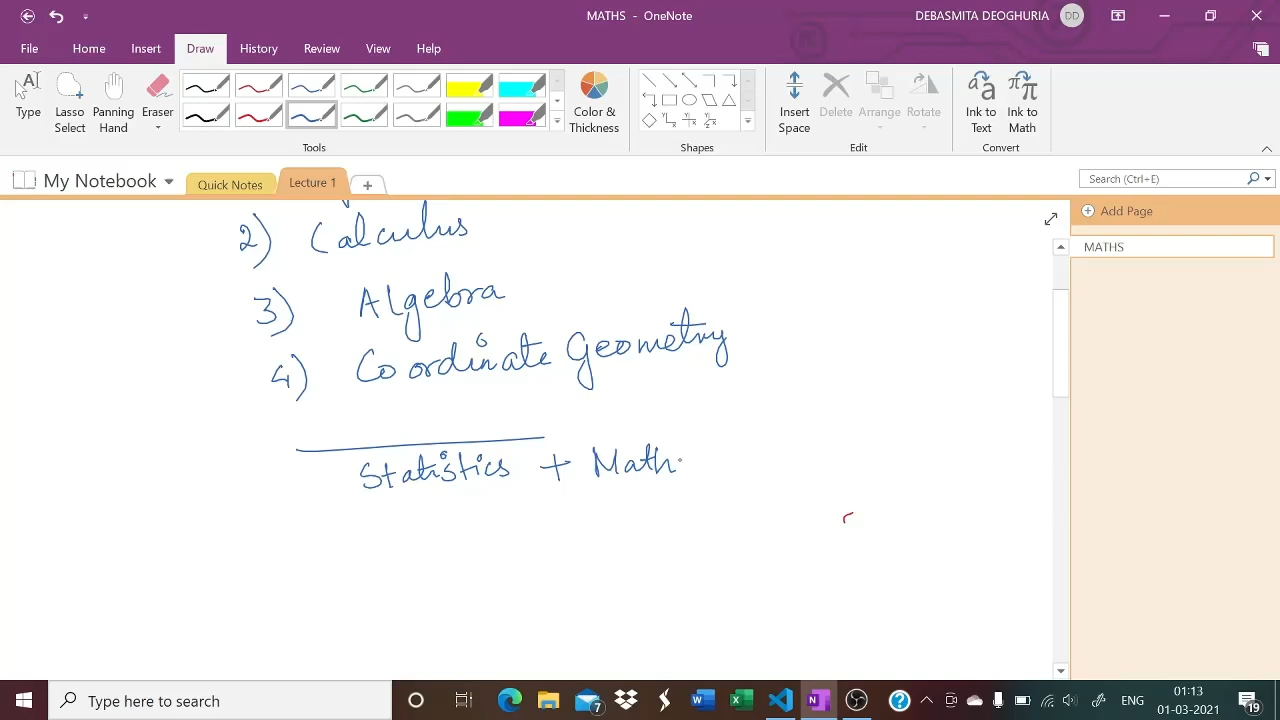 MATHS - OneNote
DEBASMITA DEOGHURIA DD
File Home Insert Draw History Review View Help
Type
Lasso Select
Panning Hand
Eraser
Color & Thickness
Insert Space
Delete
Arrange
Rotate
Ink to Text
Ink to Math
Tools
Shapes
Edit
Convert
My Notebook
Quick Notes
Lecture 1
Search (Ctrl+E)
Add Page
MATHS
2) Calculus
3) Algebra
4) Coordinate Geometry
Statistics + Math
Type here to search
7
ENG
01:13
01-03-2021
19